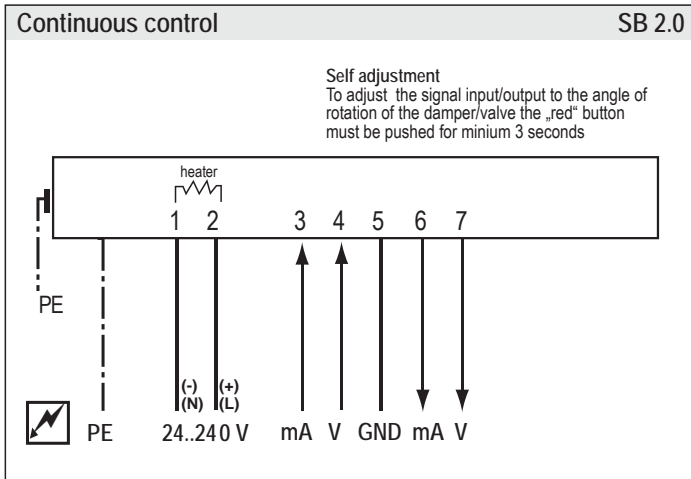 Continuous control SB 2.0
Self adjustment
To adjust the signal input/output to the angle of
rotation of the damper/valve the „red“ button
must be pushed for minium 3 seconds
heater
1 2 3 4 5 6 7
PE
(-) (+)
(N) (L)
PE 24..240 V mA V GND mA V